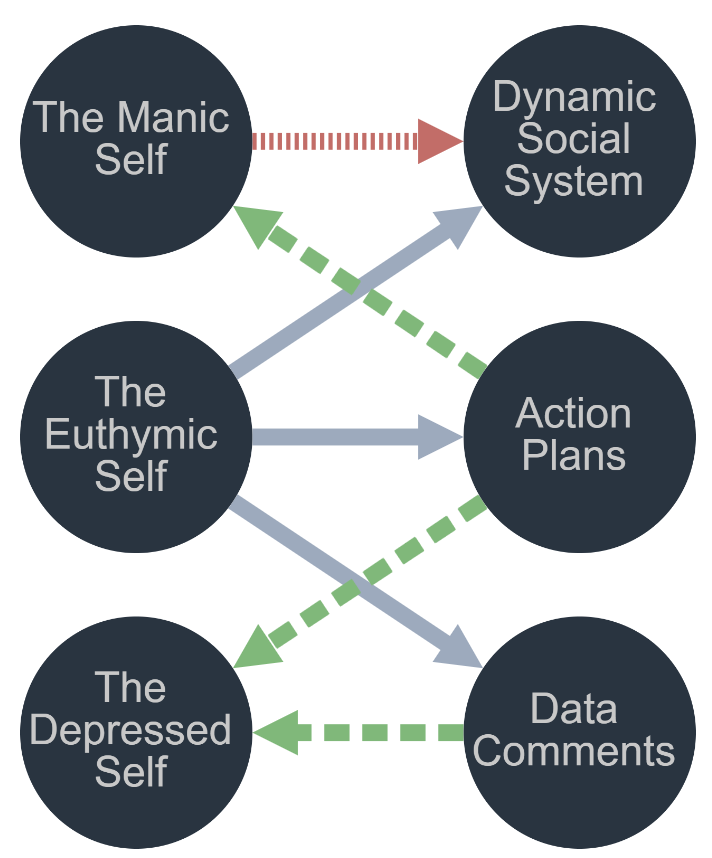 The Manic
Self
Dynamic
Social
System
The
Euthymic
Self
Action
Plans
The
Depressed
Self
Data
Comments